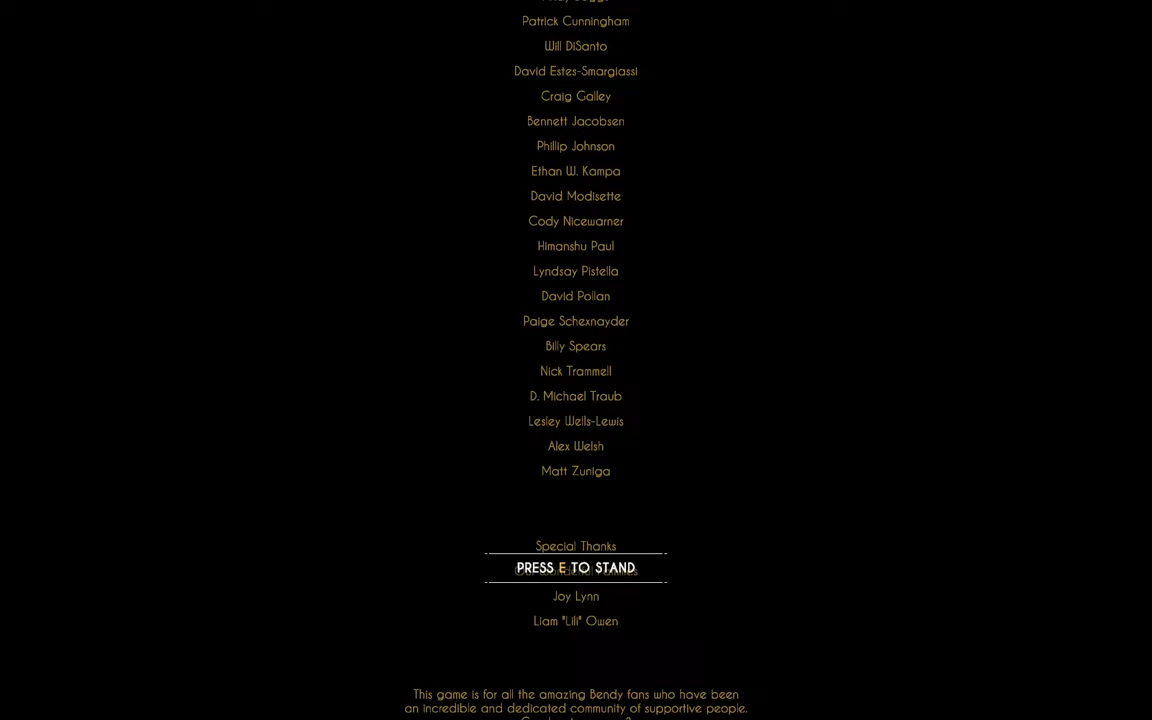 Patrick Cunningham
Will DiSanto
David Estes-Smargiassi
Craig Galley
Bennett Jacobsen
Phillip Johnson
Ethan W. Kampa
David Modisette
Cody Nicewarner
Himanshu Paul
Lyndsay Pistella
David Pollan
Paige Schexnayder
Billy Spears
Nick Trammell
D. Michael Traub
Lesley Wells-Lewis
Alex Welsh
Matt Zuniga
Special Thanks
PRESS E TO STAND
Joy Lynn
Liam "Lili" Owen
This game is for all the amazing Bendy fans who have been
an incredible and dedicated community of supportive people.